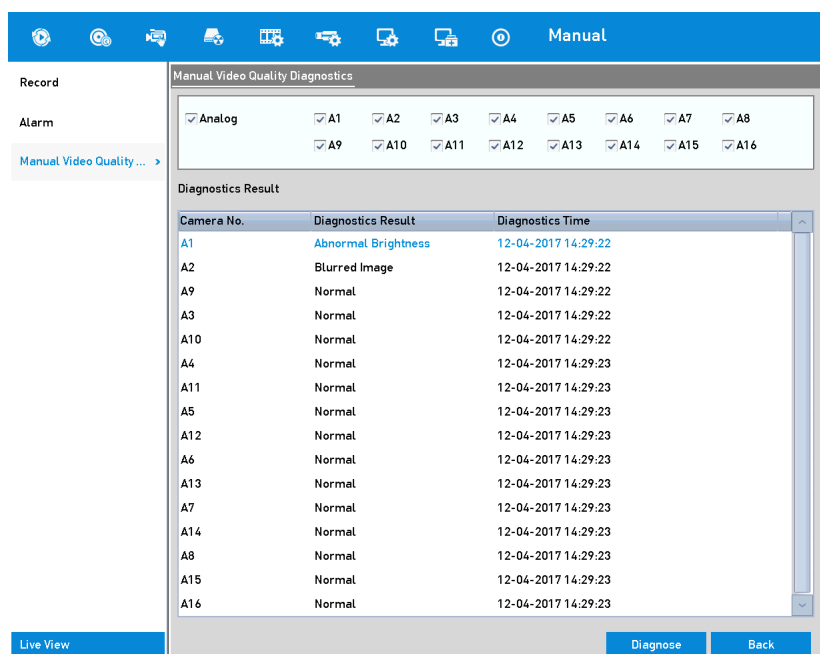 Manual
Record
Alarm
Manual Video Quality ... >
Manual Video Quality Diagnostics
Analog A1 A2 A3 A4 A5 A6 A7 A8
A9 A10 A11 A12 A13 A14 A15 A16
Diagnostics Result
Camera No. Diagnostics Result Diagnostics Time
A1 Abnormal Brightness 12-04-2017 14:29:22
A2 Blurred Image 12-04-2017 14:29:22
A9 Normal 12-04-2017 14:29:22
A3 Normal 12-04-2017 14:29:22
A10 Normal 12-04-2017 14:29:22
A4 Normal 12-04-2017 14:29:23
A11 Normal 12-04-2017 14:29:23
A5 Normal 12-04-2017 14:29:23
A12 Normal 12-04-2017 14:29:23
A6 Normal 12-04-2017 14:29:23
A13 Normal 12-04-2017 14:29:23
A7 Normal 12-04-2017 14:29:23
A14 Normal 12-04-2017 14:29:23
A8 Normal 12-04-2017 14:29:23
A15 Normal 12-04-2017 14:29:23
A16 Normal 12-04-2017 14:29:23
Live View
Diagnose
Back